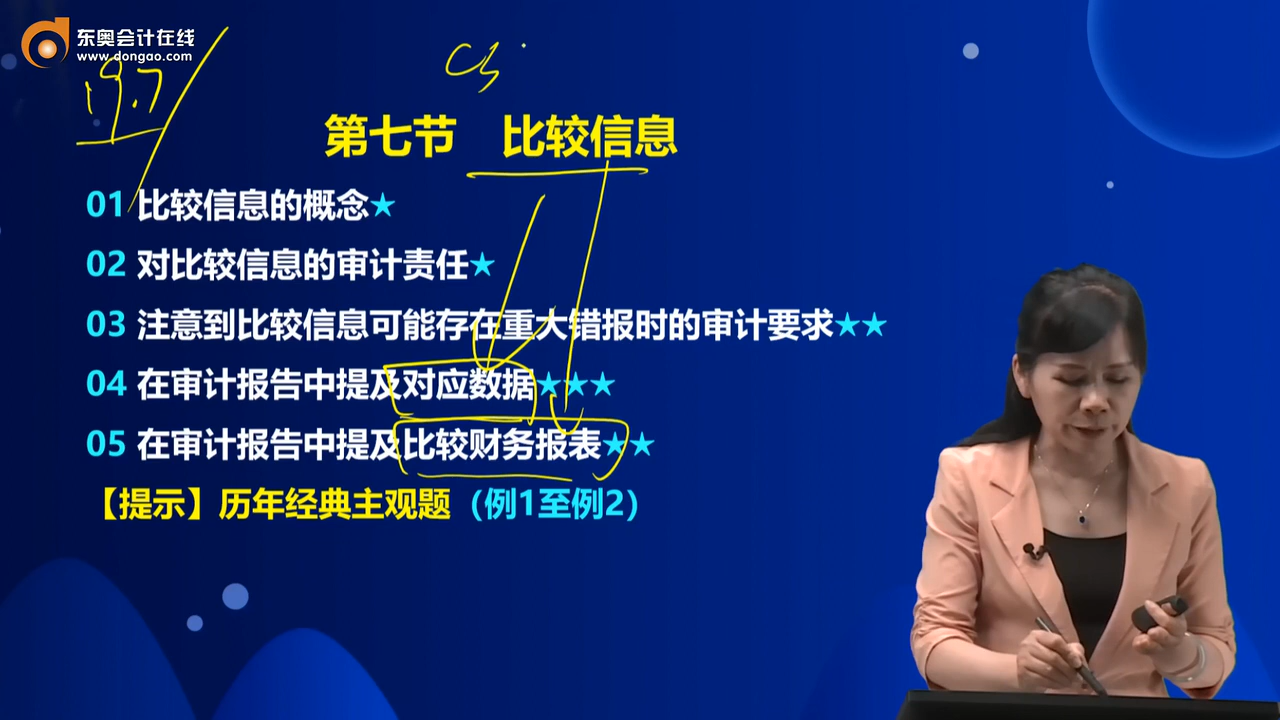 东奥会计在线
www.dongao.com
19.7
第七节 比较信息
01 比较信息的概念★
02 对比较信息的审计责任★
03 注意到比较信息可能存在重大错报时的审计要求★★
04 在审计报告中提及对应数据★★★
05 在审计报告中提及比较财务报表★★
【提示】历年经典主观题（例1至例2）